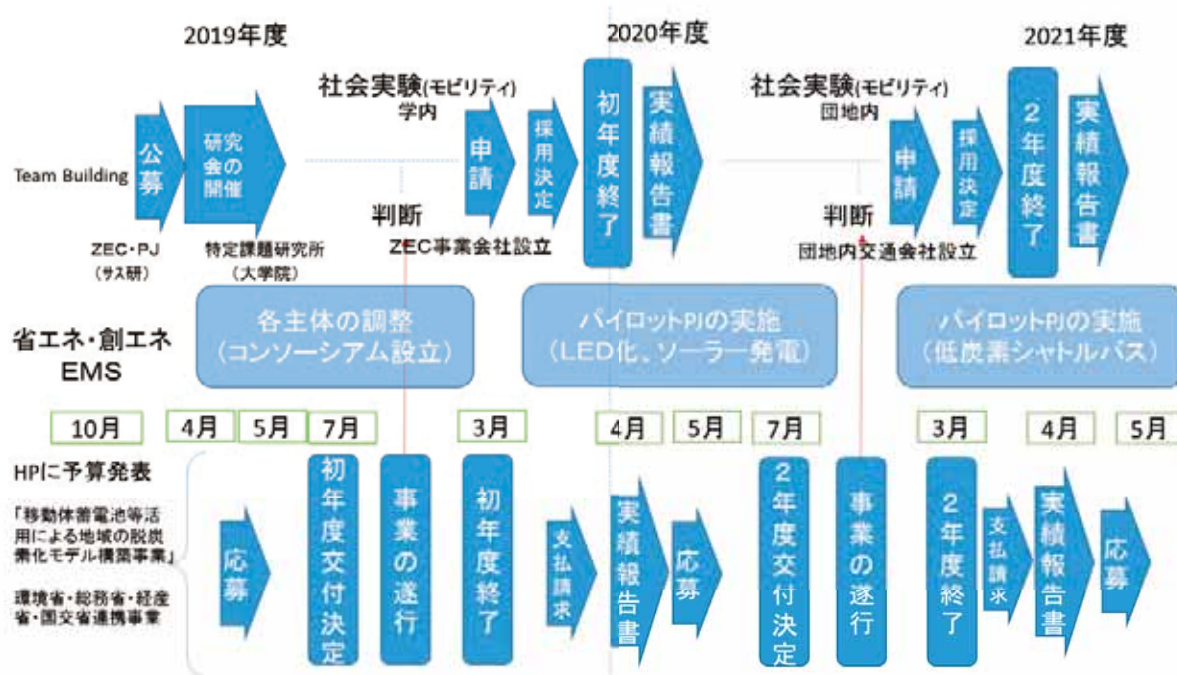 2019年度
2020年度
2021年度
社会実験(モビリティ)
学内
社会実験(モビリティ)
団地内
Team Building
公募
研究
会の
開催
申請
採用決定
初年度終了
実績報告書
申請
採用決定
2年度終了
実績報告書
判断
判断
ZEC・PJ
(サス研)
特定課題研究所
(大学院)
ZEC事業会社設立
団地内交通会社設立
省エネ・創エネ
EMS
各主体の調整
(コンソーシアム設立)
パイロットPJの実施
(LED化、ソーラー発電)
パイロットPJの実施
(低炭素シャトルバス)
10月
4月
5月
7月
3月
4月
5月
7月
3月
4月
5月
HPに予算発表
「移動体蓄電池等活
用による地域の脱炭
素化モデル構築事業」
環境省・総務省・経産
省・国交省連携事業
応募
初年度交付決定
事業の遂行
初年度終了
支払請求
実績報告書
応募
2年度交付決定
事業の遂行
2年度終了
支払請求
実績報告書
応募